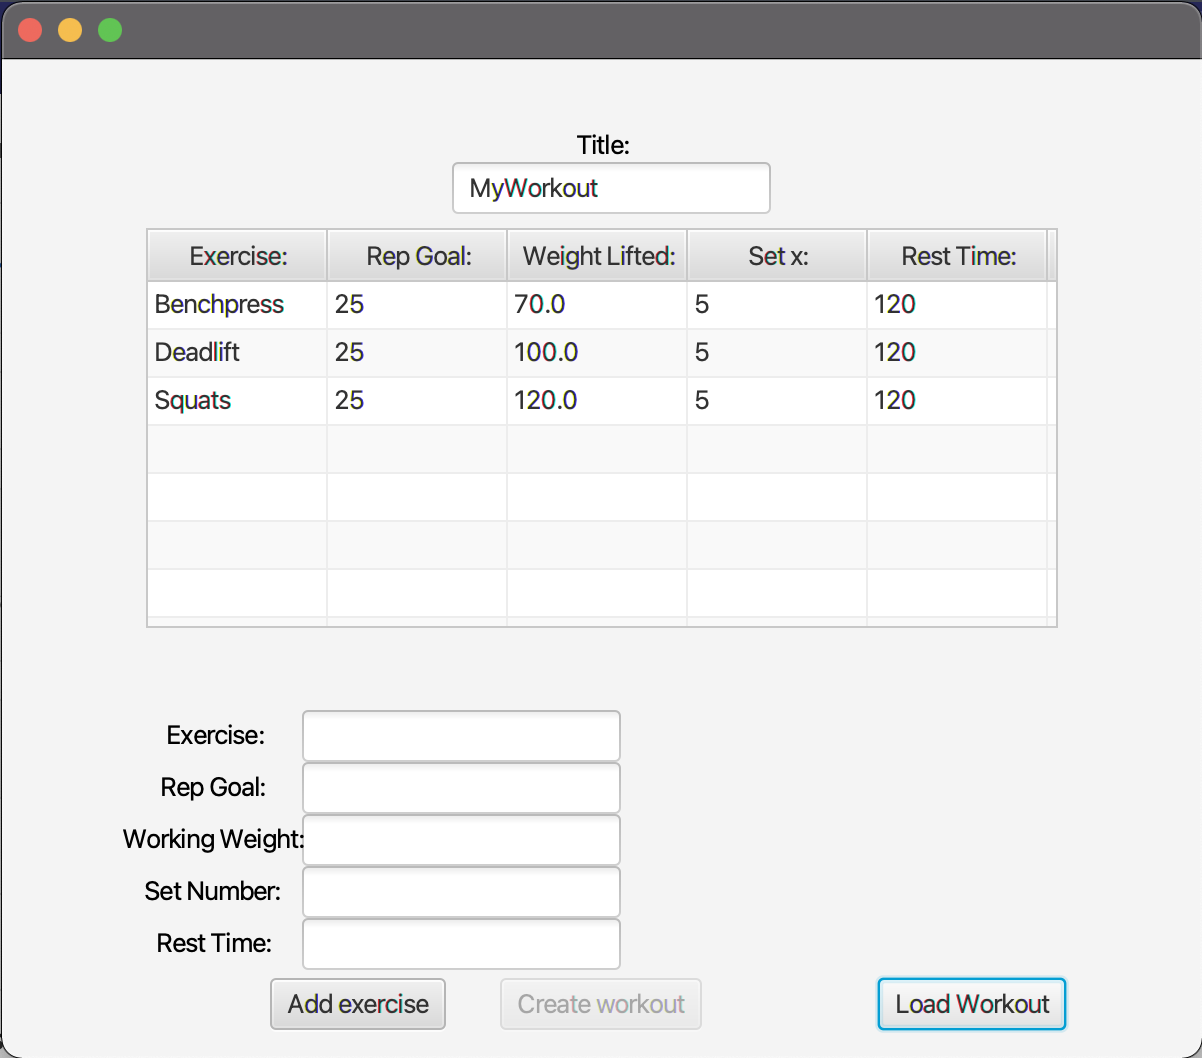 Title:
MyWorkout
Exercise: Rep Goal: Weight Lifted: Set x: Rest Time:
Benchpress 25 70.0 5 120
Deadlift 25 100.0 5 120
Squats 25 120.0 5 120
Exercise:
Rep Goal:
Working Weight:
Set Number:
Rest Time:
Add exercise Create workout Load Workout